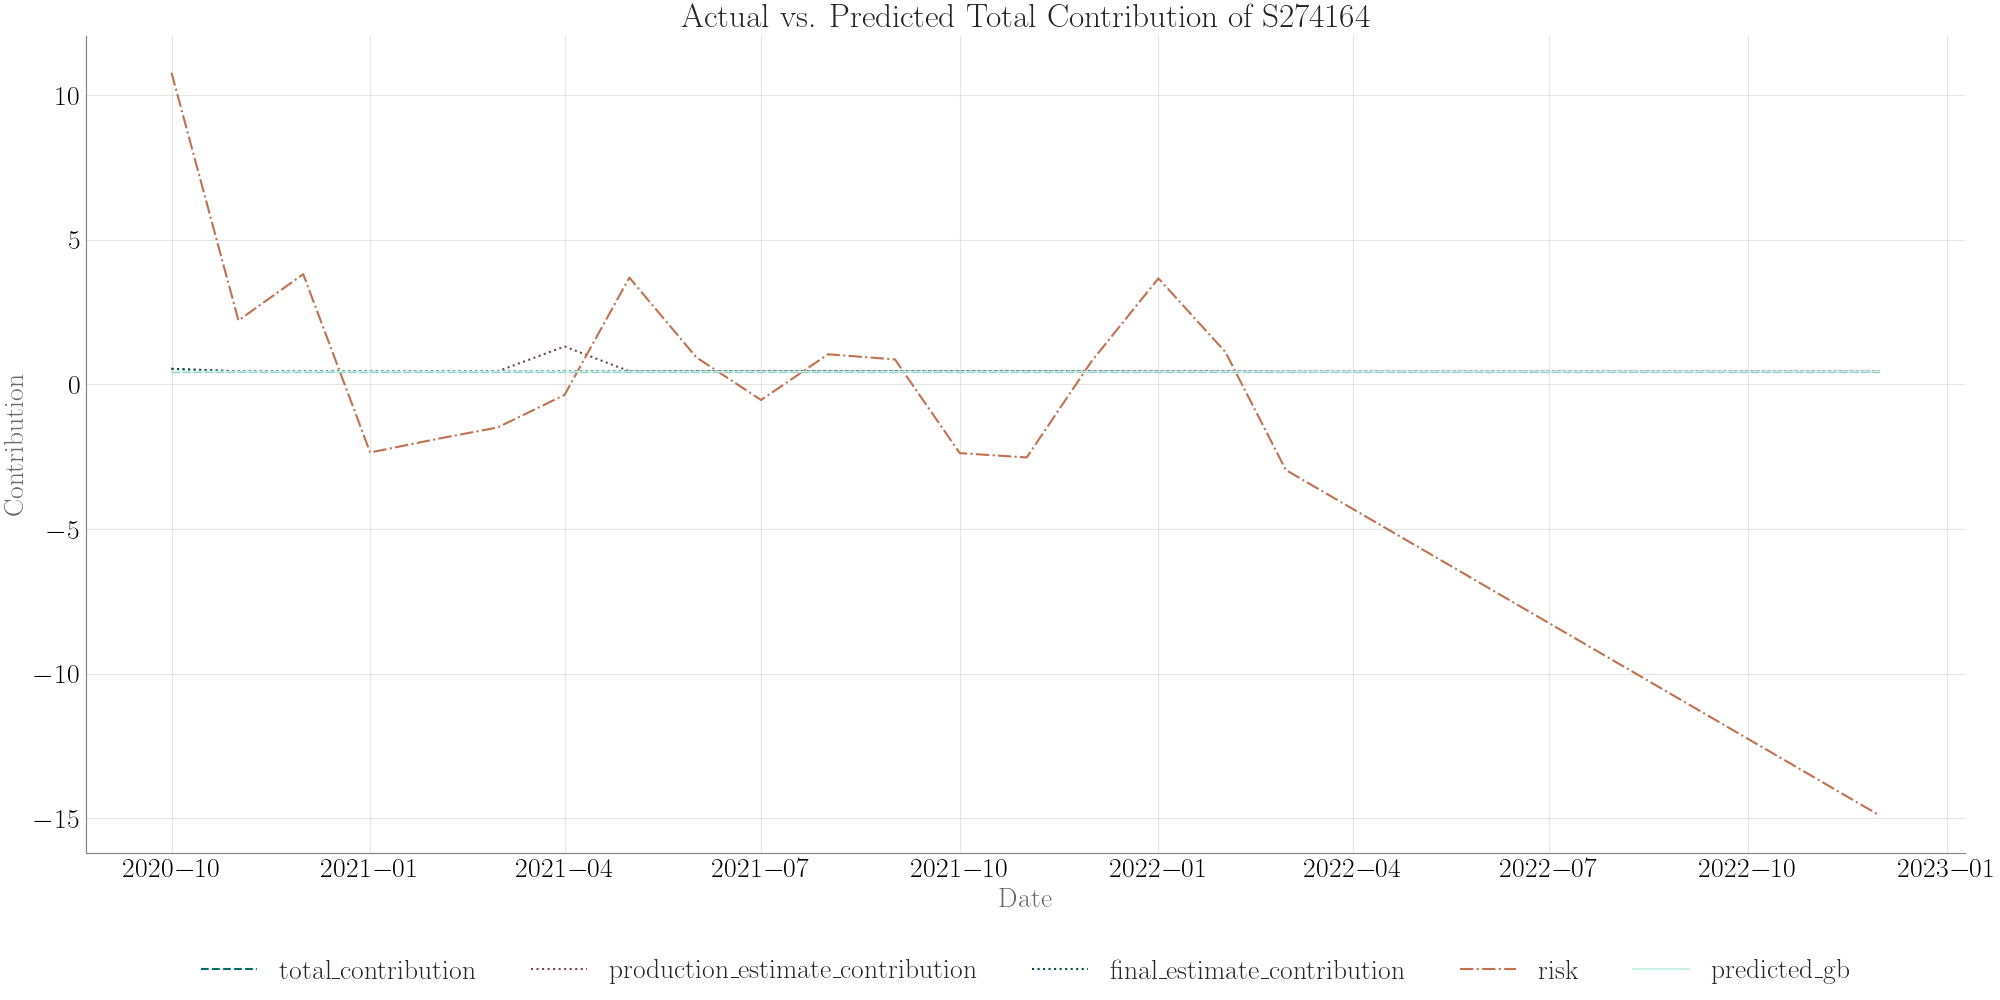 Actual vs. Predicted Total Contribution of S274164
10
5
0
−5
−10
−15
Contribution
2020−10 2021−01 2021−04 2021−07 2021−10 2022−01 2022−04 2022−07 2022−10 2023−01
Date
total_contribution production_estimate_contribution final_estimate_contribution risk predicted_gb